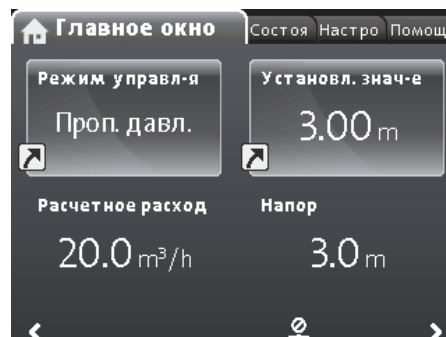 Главное окно Состоя Настро Помощ
Режим управл-я Установл. знач-е
Проп. давл. 3.00 m
Расчетное расход Напор
20.0 m³/h 3.0 m